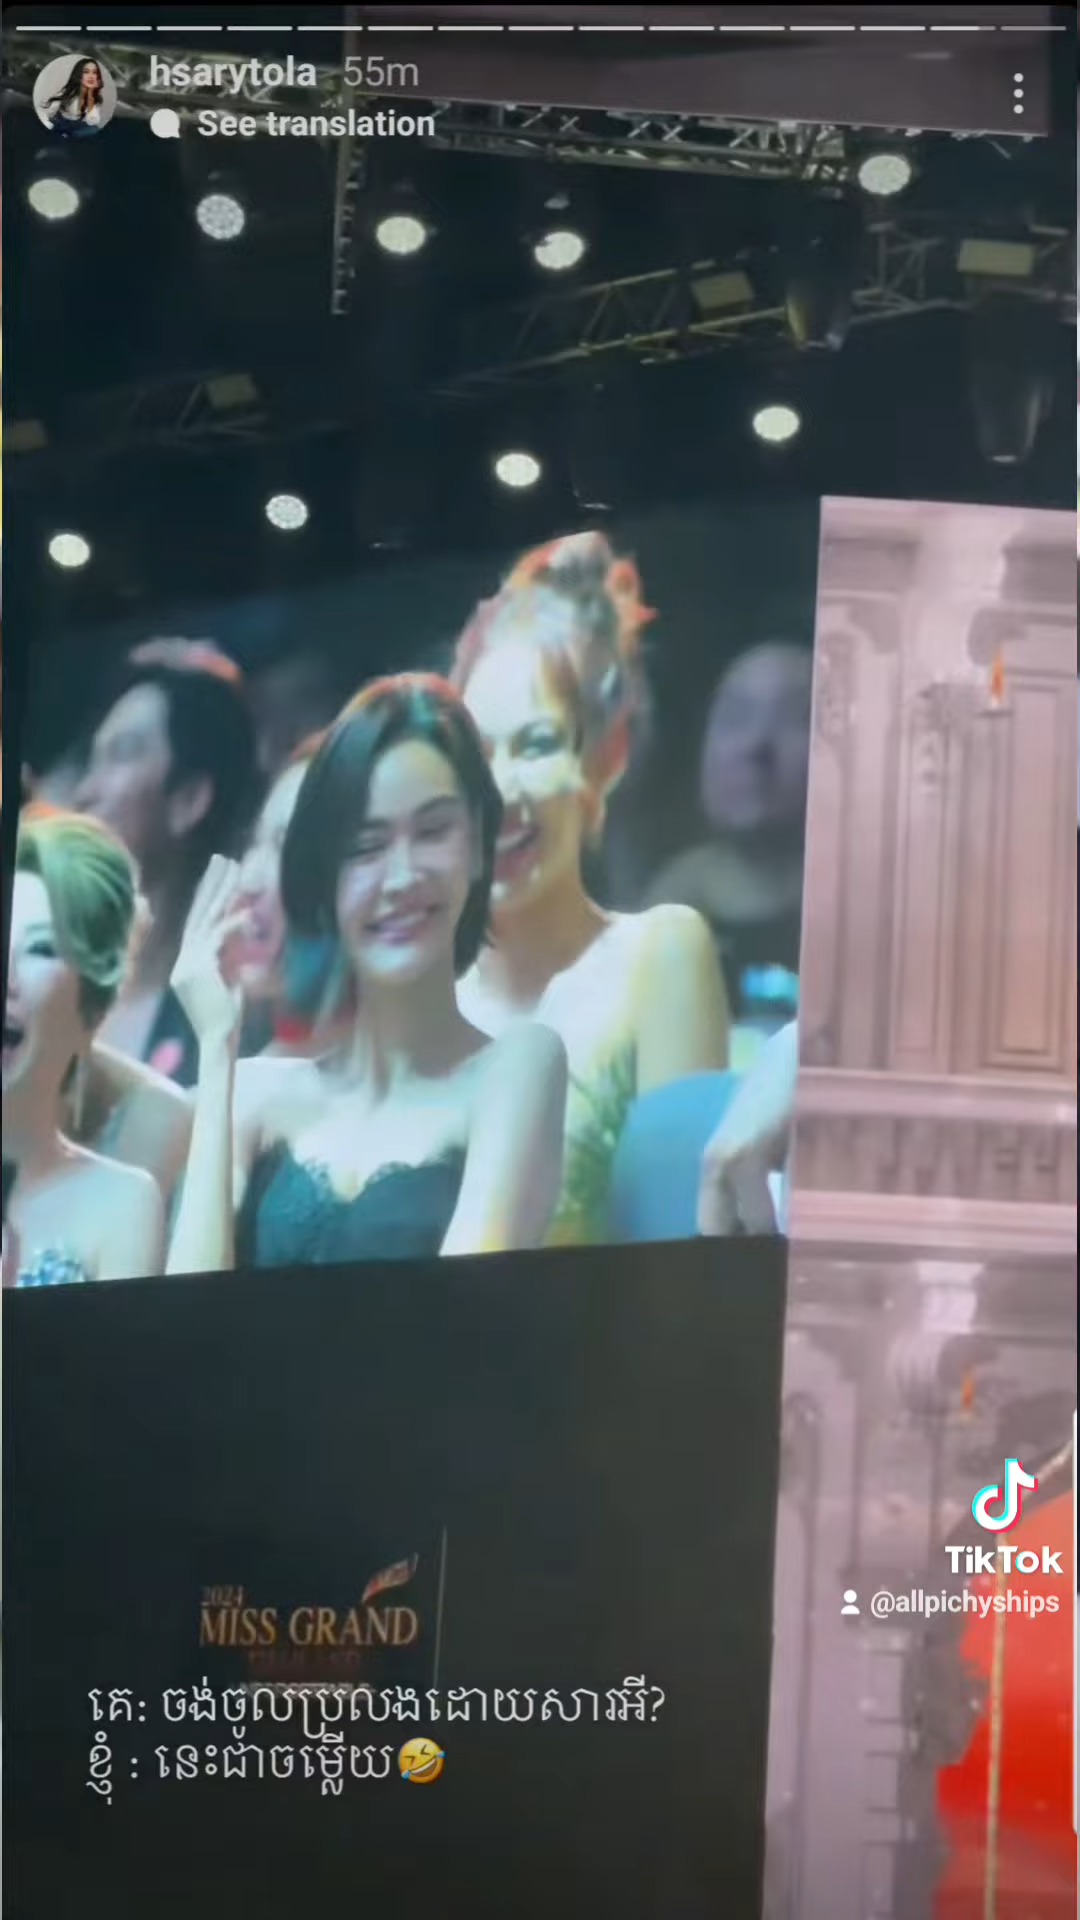 hsarytola 55m
See translation
2024
MISS GRAND
TikTok
@allpichyships
គេ: ចង់ចូលប្រលងដោយសារអី?
ខ្ញុំ : នេះជាចម្លើយ🤣